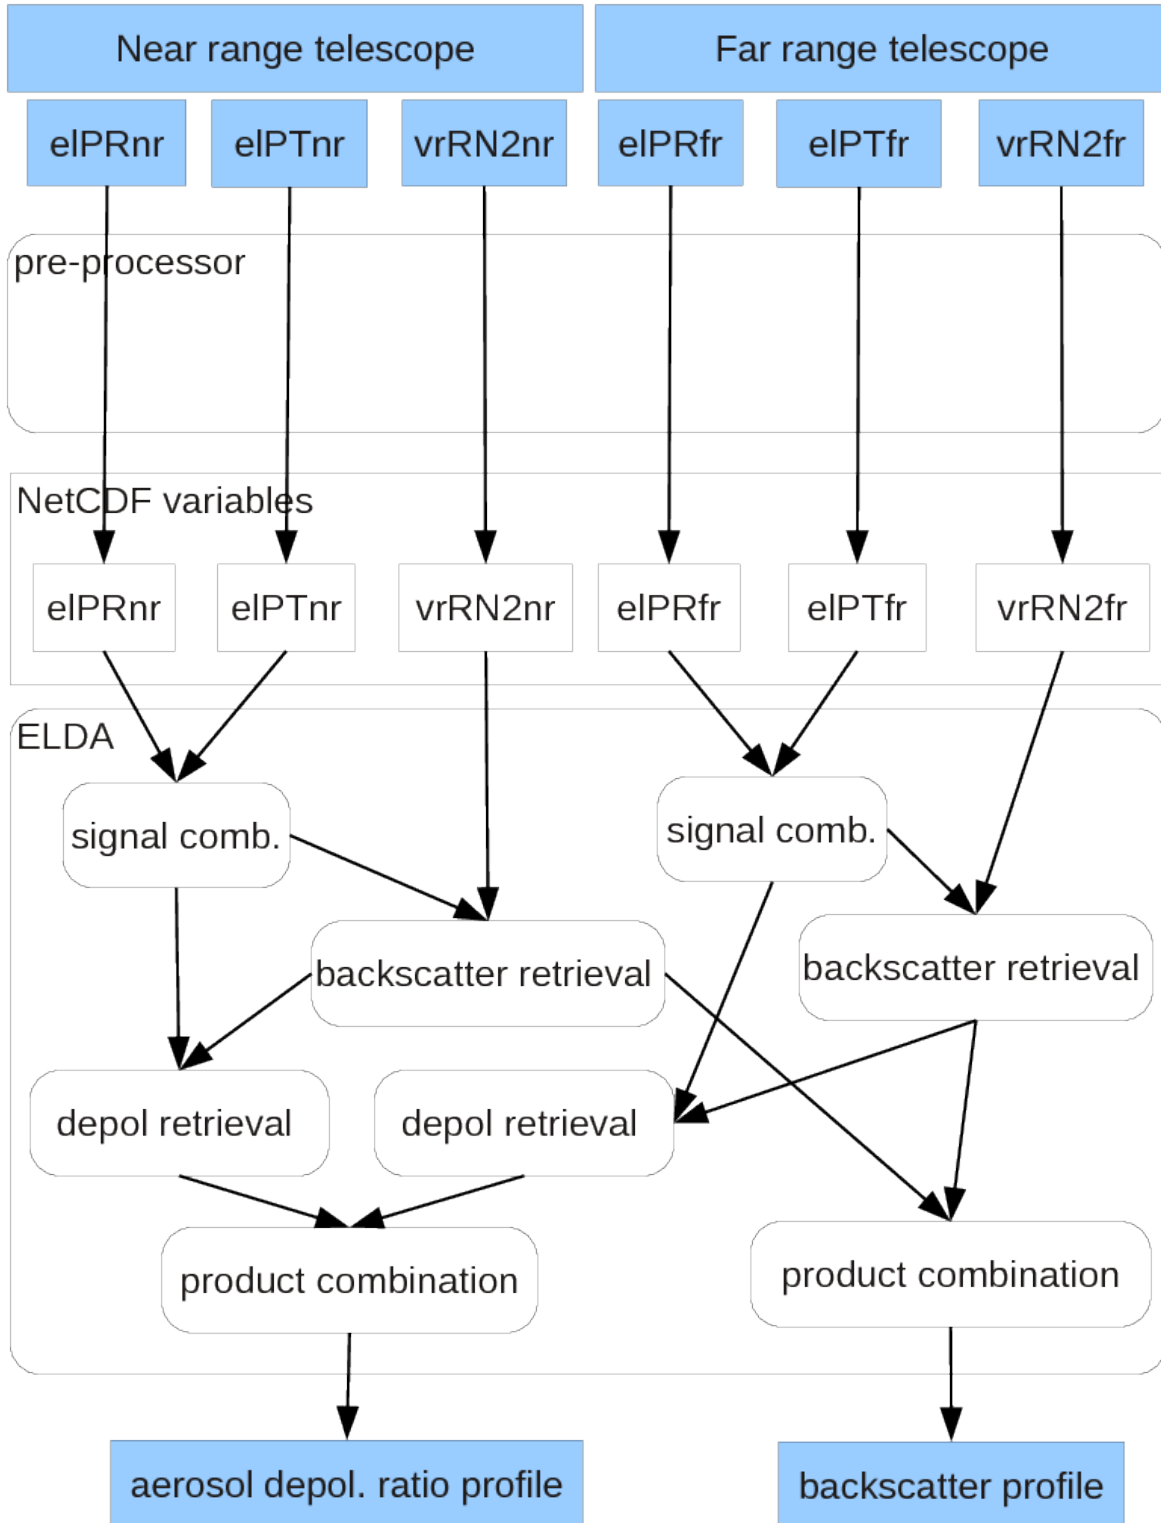 Near range telescope
Far range telescope
elPRnr
elPTnr
vrRN2nr
elPRfr
elPTfr
vrRN2fr
pre-processor
NetCDF variables
elPRnr
elPTnr
vrRN2nr
elPRfr
elPTfr
vrRN2fr
ELDA
signal comb.
signal comb.
backscatter retrieval
backscatter retrieval
depol retrieval
depol retrieval
product combination
product combination
aerosol depol. ratio profile
backscatter profile